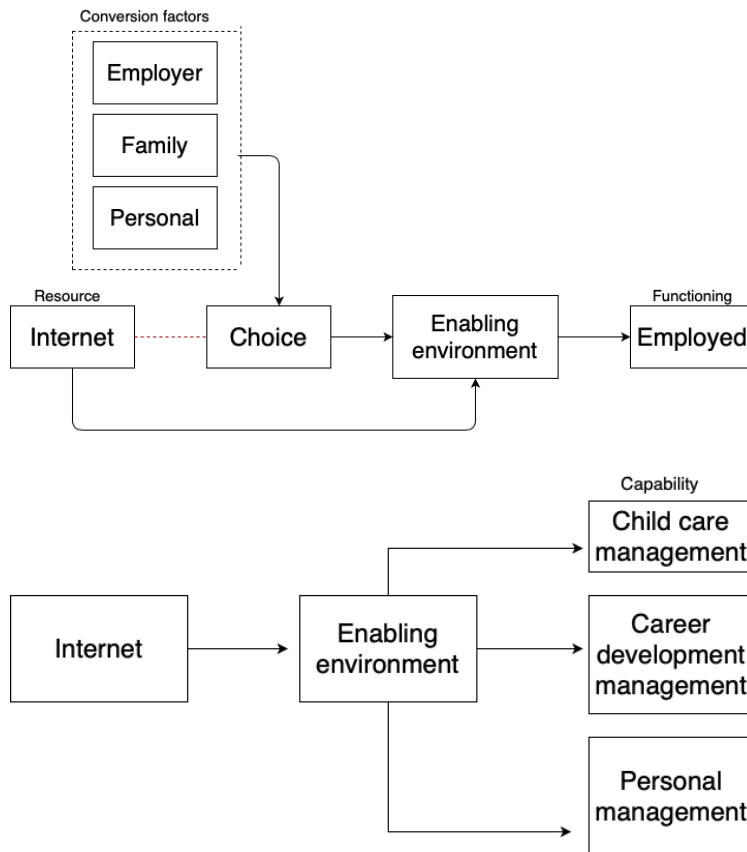 Conversion factors
Employer
Family
Personal
Resource
Internet
Choice
Enabling
environment
Functioning
Employed
Capability
Child care
management
Internet
Enabling
environment
Career
development
management
Personal
management